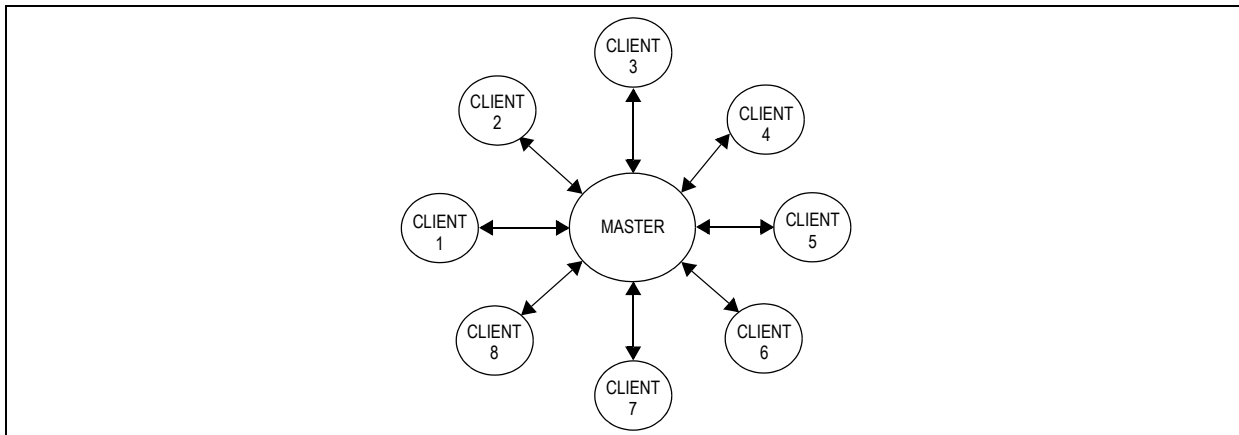 CLIENT
3
CLIENT
2
CLIENT
4
CLIENT
1
MASTER
CLIENT
5
CLIENT
8
CLIENT
6
CLIENT
7